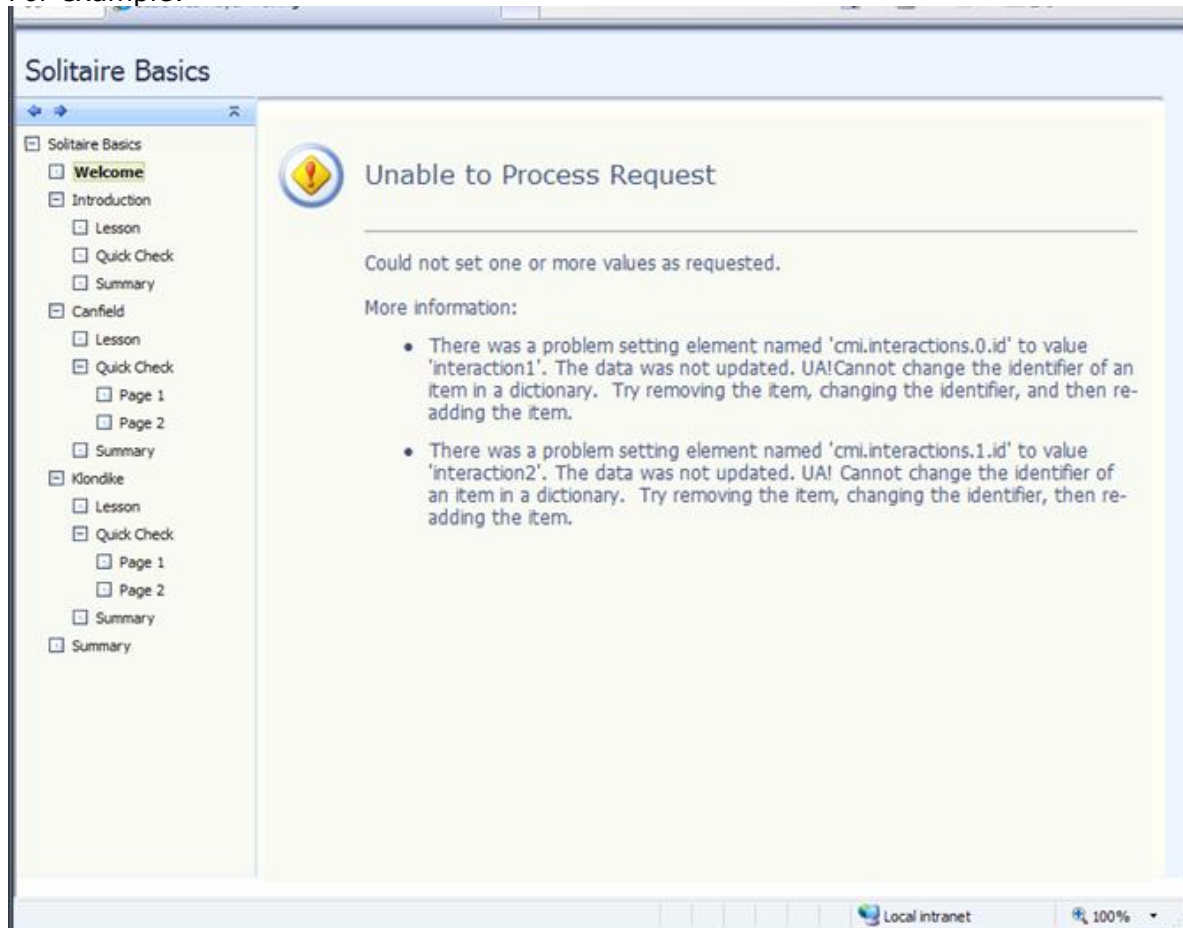 Solitaire Basics
Solitaire Basics
Welcome
Introduction
Lesson
Quick Check
Summary
Canfield
Lesson
Quick Check
Page 1
Page 2
Summary
Klondike
Lesson
Quick Check
Page 1
Page 2
Summary
Summary
Unable to Process Request
Could not set one or more values as requested.
More information:
• There was a problem setting element named 'cmi.interactions.0.id' to value
'interaction1'. The data was not updated. UA!Cannot change the identifier of an
item in a dictionary. Try removing the item, changing the identifier, and then re-
adding the item.
• There was a problem setting element named 'cmi.interactions.1.id' to value
'interaction2'. The data was not updated. UA! Cannot change the identifier of
an item in a dictionary. Try removing the item, changing the identifier, then re-
adding the item.
Local intranet
100%